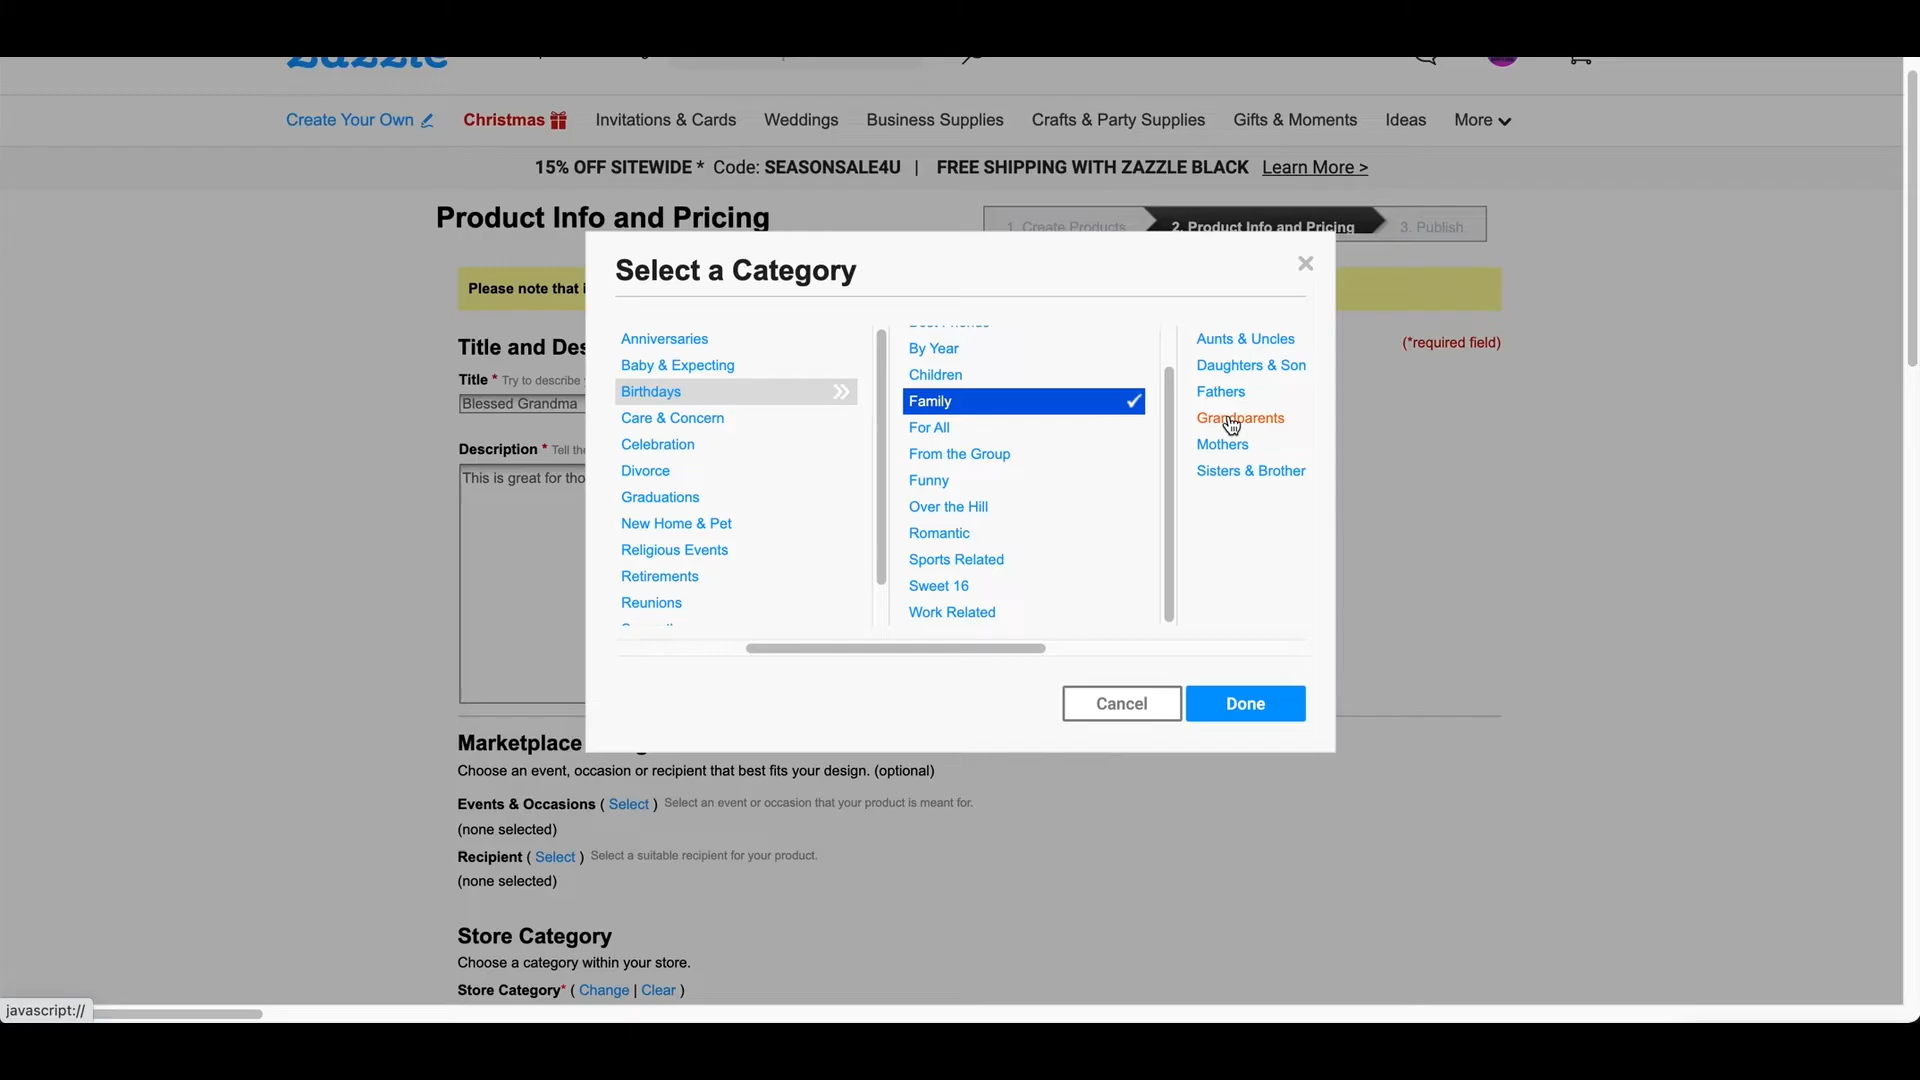 zazzle
Create Your Own
Christmas
Invitations & Cards
Weddings
Business Supplies
Crafts & Party Supplies
Gifts & Moments
Ideas
More
15% OFF SITEWIDE * Code: SEASONSALE4U | FREE SHIPPING WITH ZAZZLE BLACK Learn More >
Product Info and Pricing
1. Create Products
2. Product Info and Pricing
3. Publish
Please note that
(*required field)
Title * Try to describe
Blessed Grandma
Description * Tell
This is great for
Select a Category
Anniversaries
Baby & Expecting
Birthdays
Care & Concern
Celebration
Divorce
Graduations
New Home & Pet
Religious Events
Retirements
Reunions
Best Friends
By Year
Children
Family
For All
From the Group
Funny
Over the Hill
Romantic
Sports Related
Sweet 16
Work Related
Aunts & Uncles
Daughters & Son
Fathers
Grandparents
Mothers
Sisters & Brother
Cancel
Done
Title and
Marketplace
Choose an event, occasion or recipient that best fits your design. (optional)
Events & Occasions ( Select ) Select an event or occasion that your product is meant for.
(none selected)
Recipient ( Select ) Select a suitable recipient for your product.
(none selected)
Store Category
Choose a category within your store.
Store Category* ( Change | Clear )
javascript://